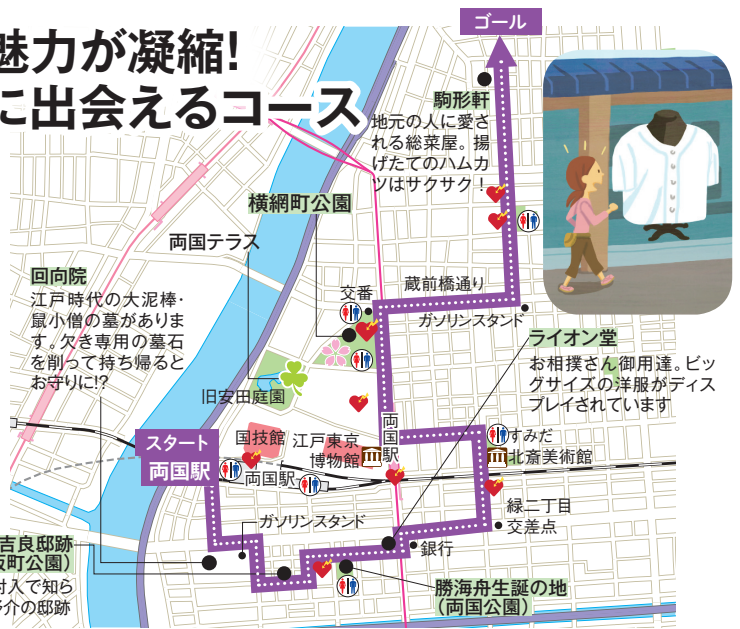 魅力が凝縮!
に出会えるコース
ゴール
駒形軒
地元の人に愛さ
れる総菜屋。揚
げたてのハムカ
ツはサクサク!
横綱町公園
両国テラス
回向院
江戸時代の大泥棒・
鼠小僧の墓がありま
す。欠き専用の墓石
を削って持ち帰ると
お守りに!?
交番
蔵前橋通り
ガソリンスタンド
ライオン堂
お相撲さん御用達。ビッ
グサイズの洋服がディス
プレイされています
旧安田庭園
スタート
両国駅
国技館
江戸東京
博物館
両国駅
両国駅
すみだ
北斎美術館
緑二丁目
交差点
ガソリンスタンド
銀行
吉良邸跡
町公園)
討入で知ら
介の邸跡
勝海舟生誕の地
(両国公園)